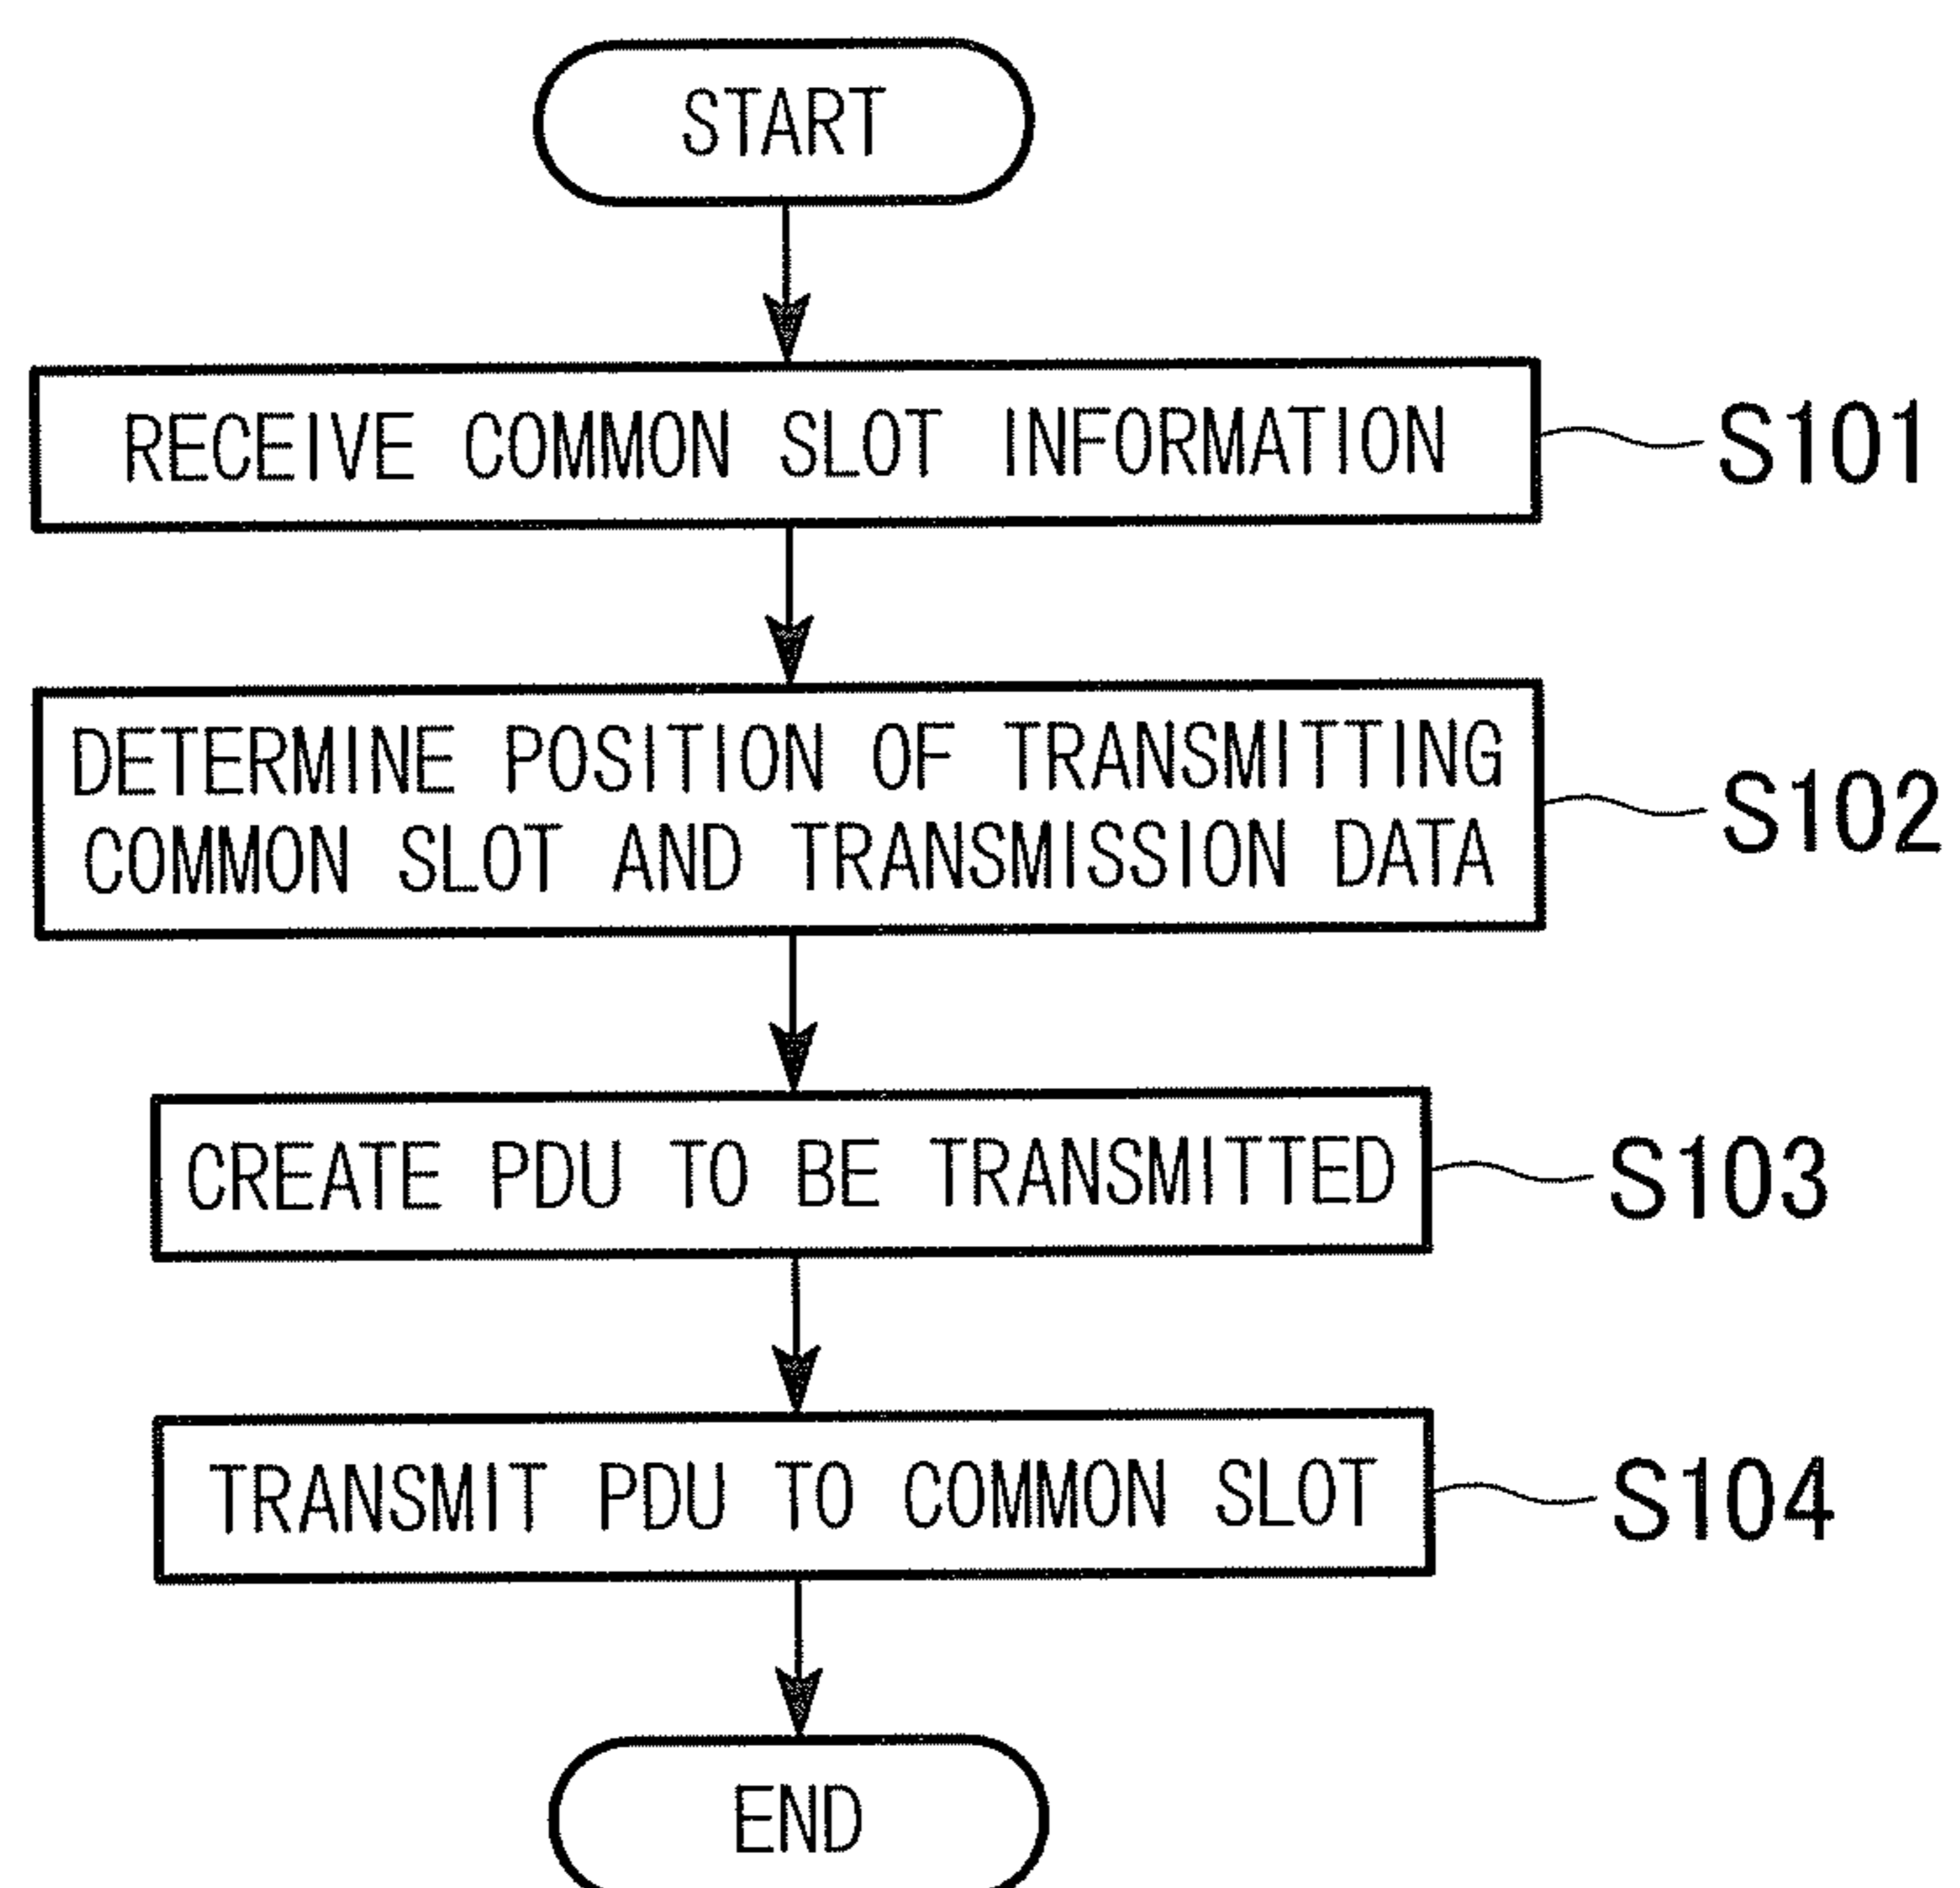 START
RECEIVE COMMON SLOT INFORMATION
S101
DETERMINE POSITION OF TRANSMITTING
COMMON SLOT AND TRANSMISSION DATA
S102
CREATE PDU TO BE TRANSMITTED
S103
TRANSMIT PDU TO COMMON SLOT
S104
END